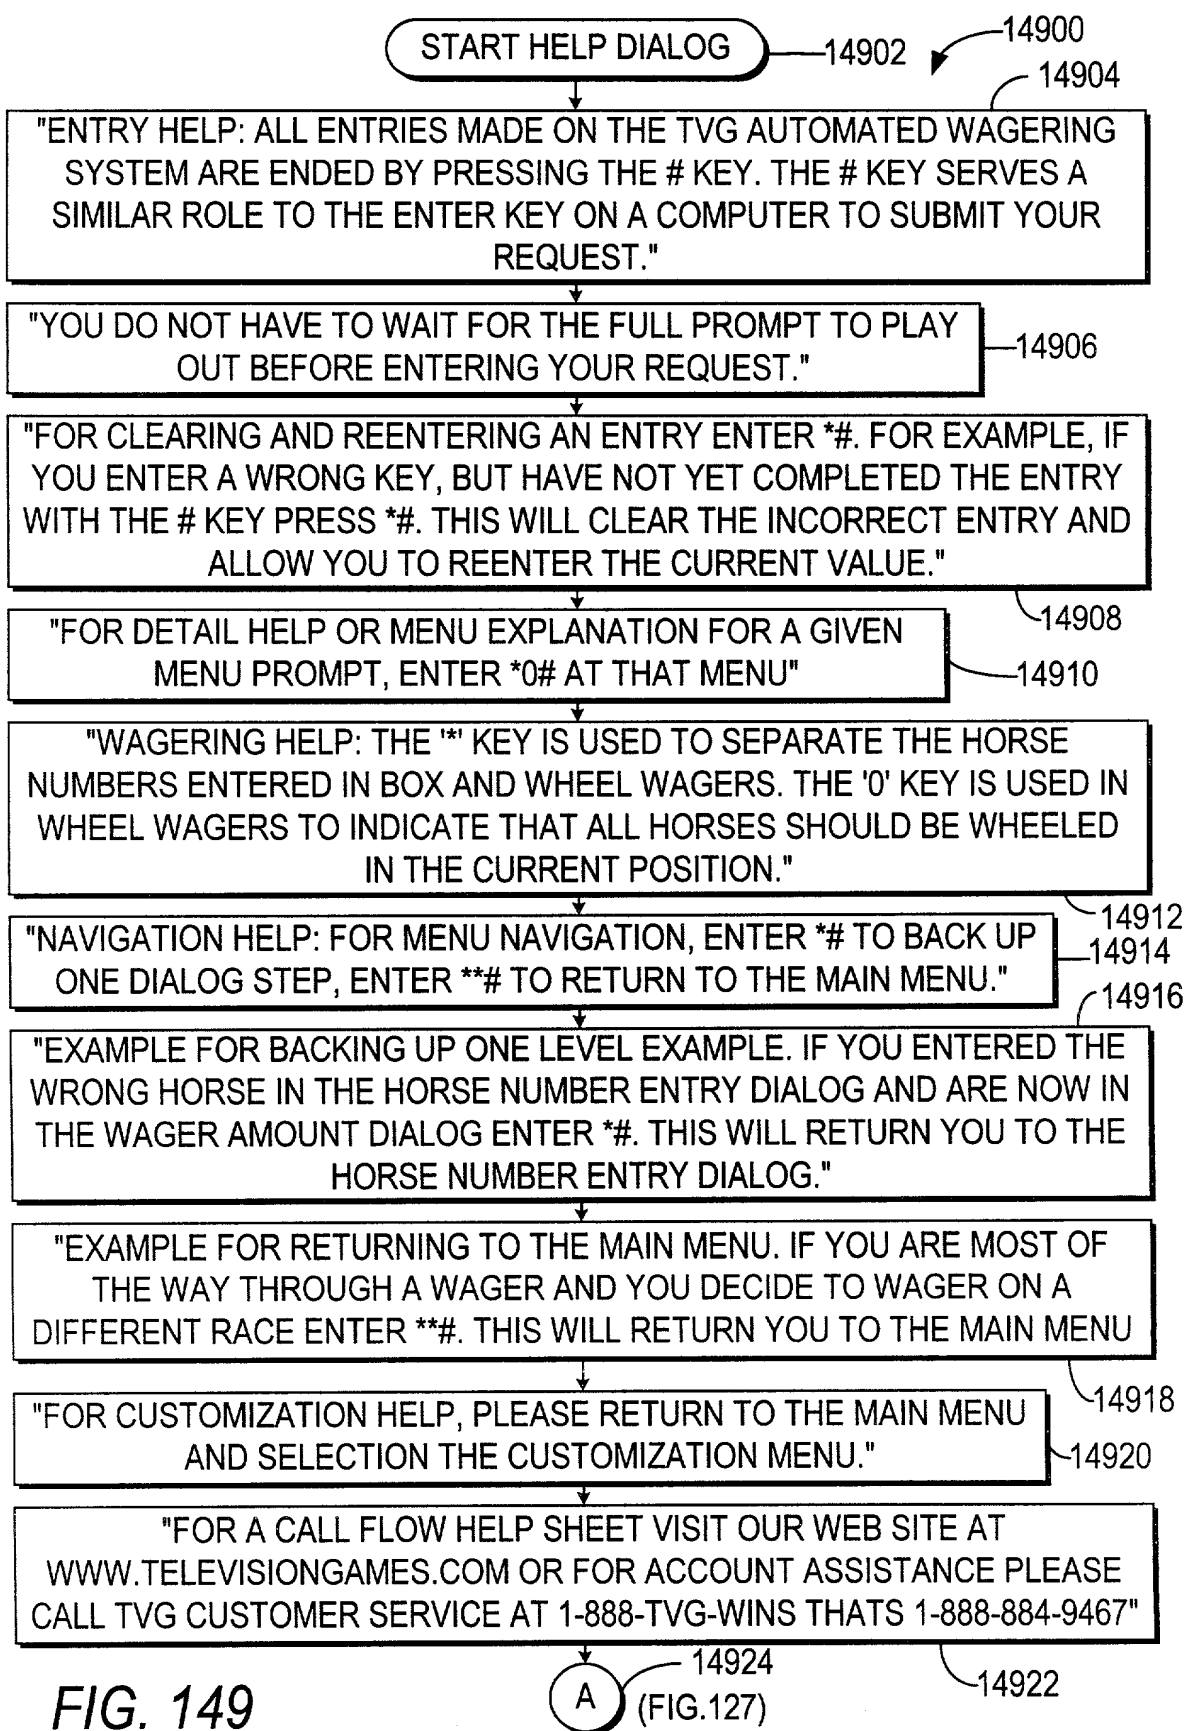 START HELP DIALOG
14902
14900
14904
"ENTRY HELP: ALL ENTRIES MADE ON THE TVG AUTOMATED WAGERING
SYSTEM ARE ENDED BY PRESSING THE # KEY. THE # KEY SERVES A
SIMILAR ROLE TO THE ENTER KEY ON A COMPUTER TO SUBMIT YOUR
REQUEST."
"YOU DO NOT HAVE TO WAIT FOR THE FULL PROMPT TO PLAY
OUT BEFORE ENTERING YOUR REQUEST."
14906
"FOR CLEARING AND REENTERING AN ENTRY ENTER *#. FOR EXAMPLE, IF
YOU ENTER A WRONG KEY, BUT HAVE NOT YET COMPLETED THE ENTRY
WITH THE # KEY PRESS *#. THIS WILL CLEAR THE INCORRECT ENTRY AND
ALLOW YOU TO REENTER THE CURRENT VALUE."
14908
"FOR DETAIL HELP OR MENU EXPLANATION FOR A GIVEN
MENU PROMPT, ENTER *0# AT THAT MENU"
14910
"WAGERING HELP: THE '*' KEY IS USED TO SEPARATE THE HORSE
NUMBERS ENTERED IN BOX AND WHEEL WAGERS. THE '0' KEY IS USED IN
WHEEL WAGERS TO INDICATE THAT ALL HORSES SHOULD BE WHEELED
IN THE CURRENT POSITION."
14912
"NAVIGATION HELP: FOR MENU NAVIGATION, ENTER *# TO BACK UP
ONE DIALOG STEP, ENTER **# TO RETURN TO THE MAIN MENU."
14914
14916
"EXAMPLE FOR BACKING UP ONE LEVEL EXAMPLE. IF YOU ENTERED THE
WRONG HORSE IN THE HORSE NUMBER ENTRY DIALOG AND ARE NOW IN
THE WAGER AMOUNT DIALOG ENTER *#. THIS WILL RETURN YOU TO THE
HORSE NUMBER ENTRY DIALOG."
"EXAMPLE FOR RETURNING TO THE MAIN MENU. IF YOU ARE MOST OF
THE WAY THROUGH A WAGER AND YOU DECIDE TO WAGER ON A
DIFFERENT RACE ENTER **#. THIS WILL RETURN YOU TO THE MAIN MENU
14918
"FOR CUSTOMIZATION HELP, PLEASE RETURN TO THE MAIN MENU
AND SELECTION THE CUSTOMIZATION MENU."
14920
"FOR A CALL FLOW HELP SHEET VISIT OUR WEB SITE AT
WWW.TELEVISIONGAMES.COM OR FOR ACCOUNT ASSISTANCE PLEASE
CALL TVG CUSTOMER SERVICE AT 1-888-TVG-WINS THATS 1-888-884-9467"
14922
A
14924
(FIG.127)
FIG. 149